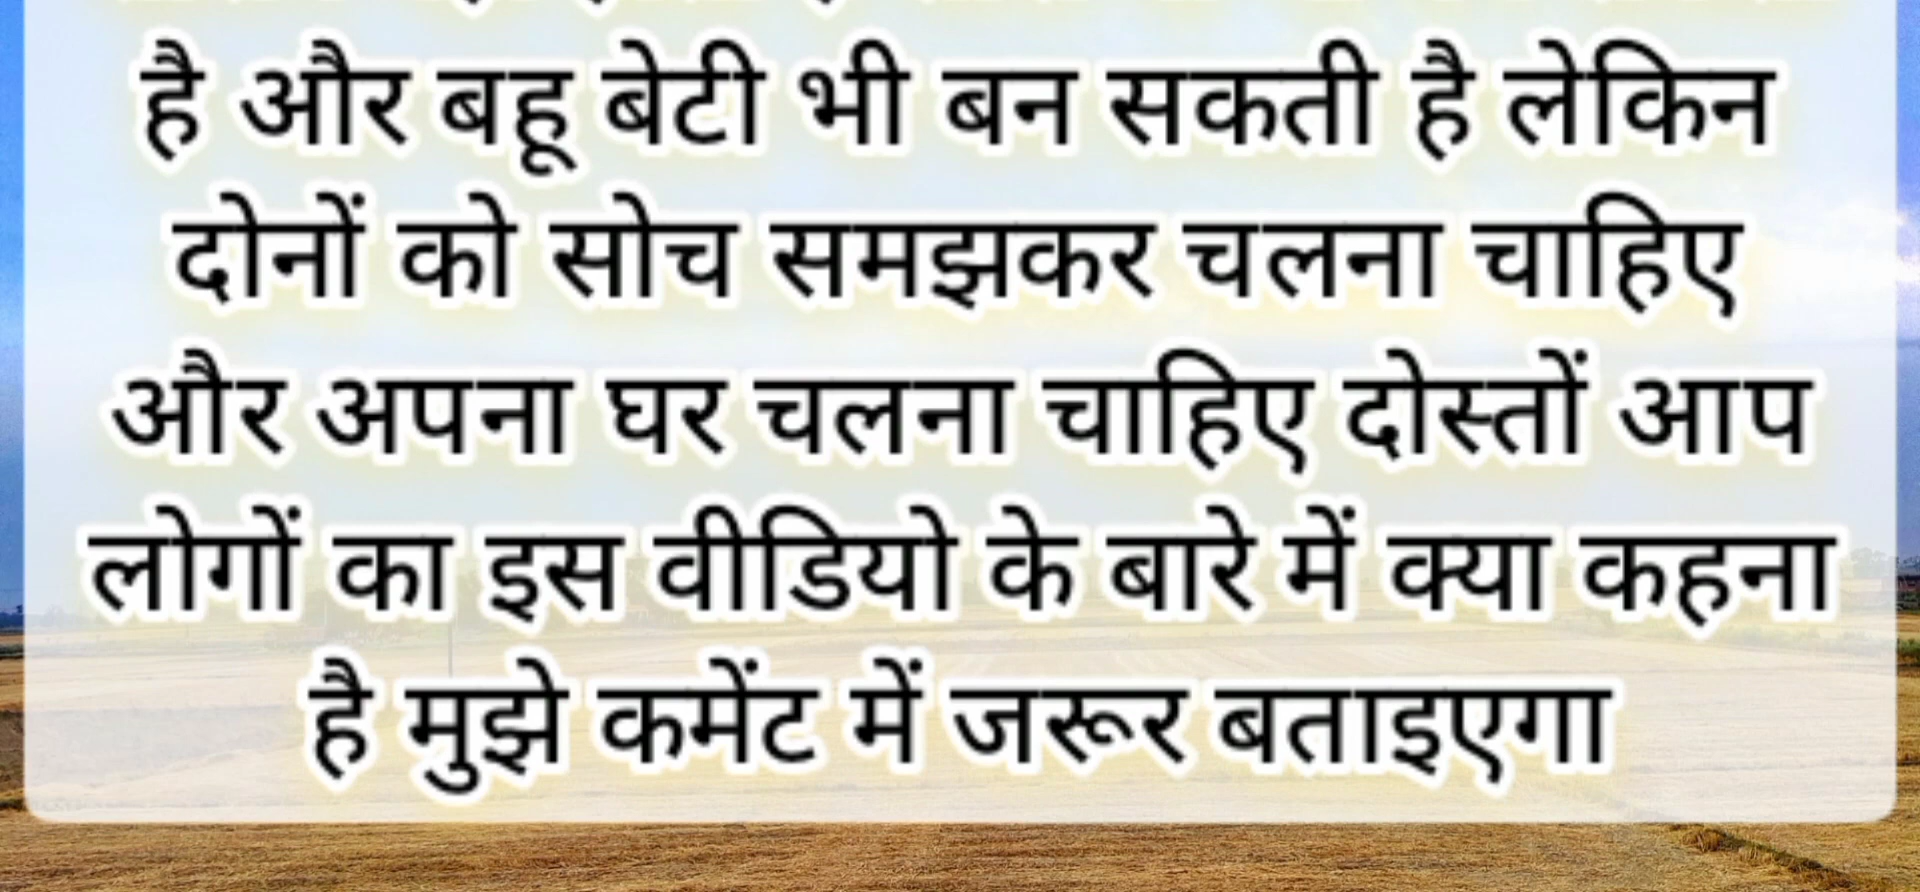 है और बहू बेटी भी बन सकती है लेकिन
दोनों को सोच समझकर चलना चाहिए
और अपना घर चलना चाहिए दोस्तों आप
लोगों का इस वीडियो के बारे में क्या कहना
है मुझे कमेंट में जरूर बताइएगा